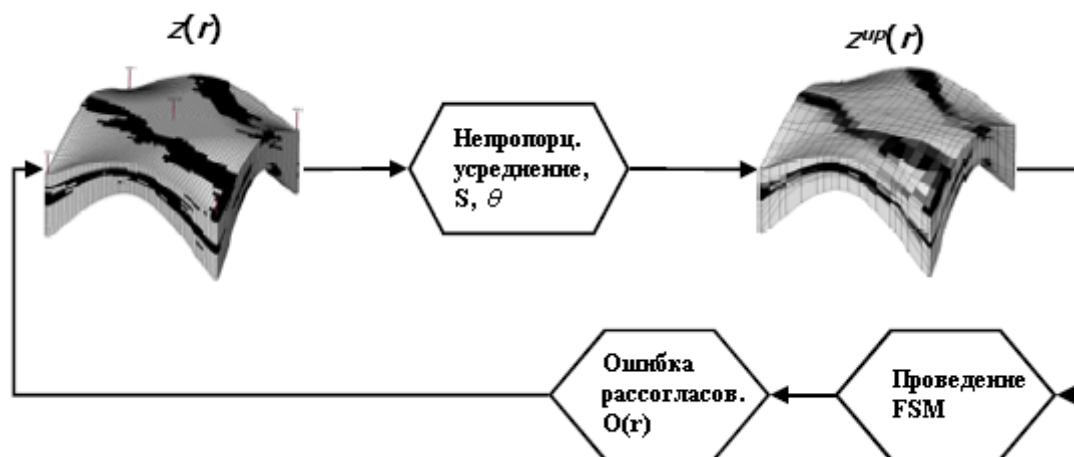 z(r)
z^up(r)
Непропорц.
усреднение,
S, θ
Ошибка
рассогласов.
O(r)
Проведение
FSM